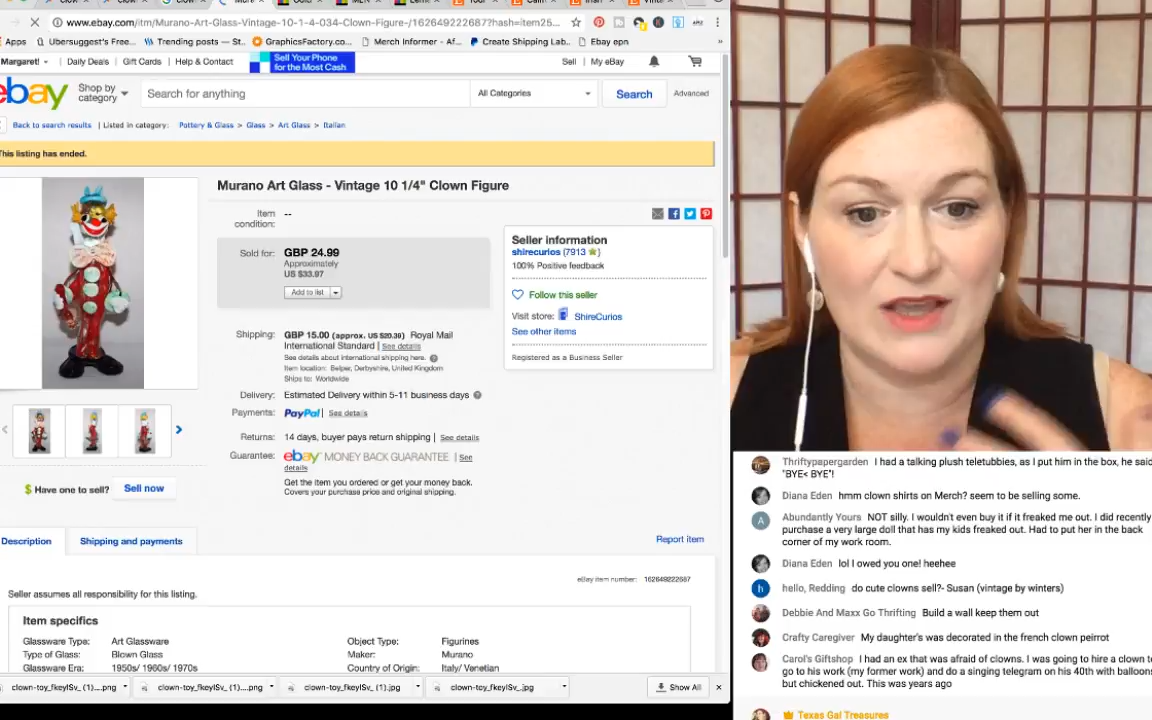 www.ebay.com/itm/Murano-Art-Glass-Vintage-10-1-4-034-Clown-Figure-/162649222687?hash=item25...
Apps Ubersuggest's Free... Trending posts — St... GraphicsFactory.co... Merch Informer - Af... Create Shipping Lab... Ebay epn »
Margaret! Daily Deals Gift Cards Help & Contact Sell Your Phone for the Most Cash Sell My eBay
ebay Shop by category Search for anything All Categories Search Advanced
Back to search results | Listed in category: Pottery & Glass > Glass > Art Glass > Italian
This listing has ended.
Murano Art Glass - Vintage 10 1/4" Clown Figure
Item condition: --
Sold for: GBP 24.99
Approximately
US $33.97
Add to list
Shipping: GBP 15.00 (approx. US $20.39) Royal Mail
International Standard | See details
See details about international shipping here.
Item location: Belper, Derbyshire, United Kingdom
Ships to: Worldwide
Delivery: Estimated Delivery within 5-11 business days
Payments: PayPal | See details
Returns: 14 days, buyer pays return shipping | See details
Guarantee: ebay MONEY BACK GUARANTEE | See details
Get the item you ordered or get your money back.
Covers your purchase price and original shipping.
Seller information
shirecurios (7913 )
100% Positive feedback
Follow this seller
Visit store: ShireCurios
See other items
Registered as a Business Seller
$ Have one to sell? Sell now
Description Shipping and payments Report item
eBay item number: 162649222687
Seller assumes all responsibility for this listing.
Item specifics
Glassware Type: Art Glassware Object Type: Figurines
Type of Glass: Blown Glass Maker: Murano
Glassware Era: 1950s/ 1960s/ 1970s Country of Origin: Italy/ Venetian
clown-toy_fkeylSv_ (1)....png clown-toy_fkeylSv_ (1)...png clown-toy_fkeylSv_ (1).jpg clown-toy_fkeylSv_.jpg Show All
Thriftypapergarden I had a talking plush teletubbies, as I put him in the box, he said
"BYE< BYE"!
Diana Eden hmm clown shirts on Merch? seem to be selling some.
Abundantly Yours NOT silly. I wouldn't even buy it if it freaked me out. I did recently
purchase a very large doll that has my kids freaked out. Had to put her in the back
corner of my work room.
Diana Eden lol I owed you one! heehee
hello, Redding do cute clowns sell?- Susan (vintage by winters)
Debbie And Maxx Go Thrifting Build a wall keep them out
Crafty Caregiver My daughter's was decorated in the french clown peirrot
Carol's Giftshop I had an ex that was afraid of clowns. I was going to hire a clown to
go to his work (my former work) and do a singing telegram on his 40th with balloons
but chickened out. This was years ago
Texas Gal Treasures